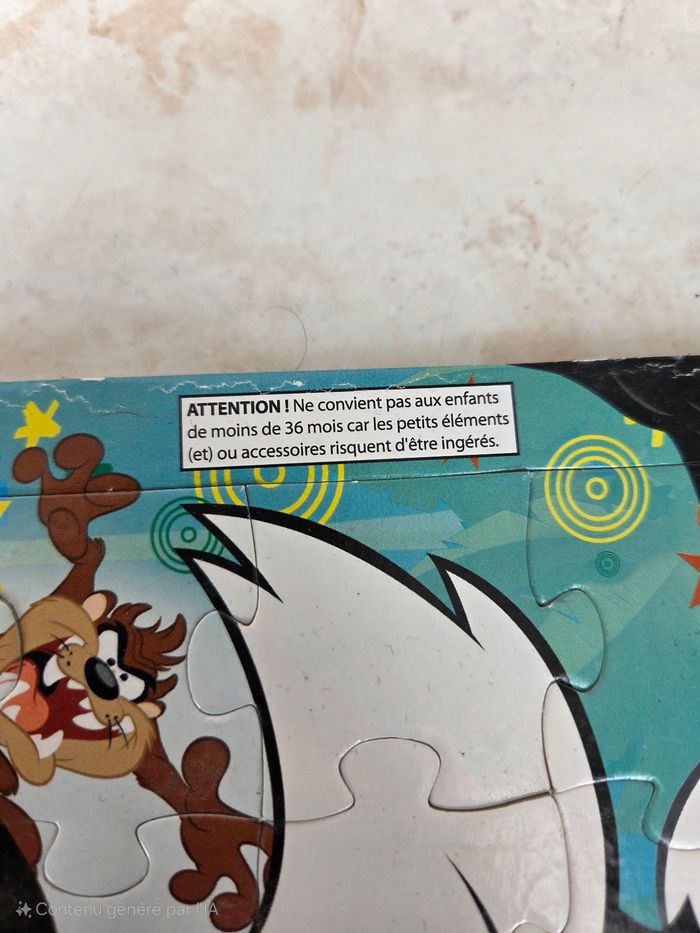 ATTENTION ! Ne convient pas aux enfants
de moins de 36 mois car les petits éléments
(et) ou accessoires risquent d'être ingérés.
Contenu généré par l'IA